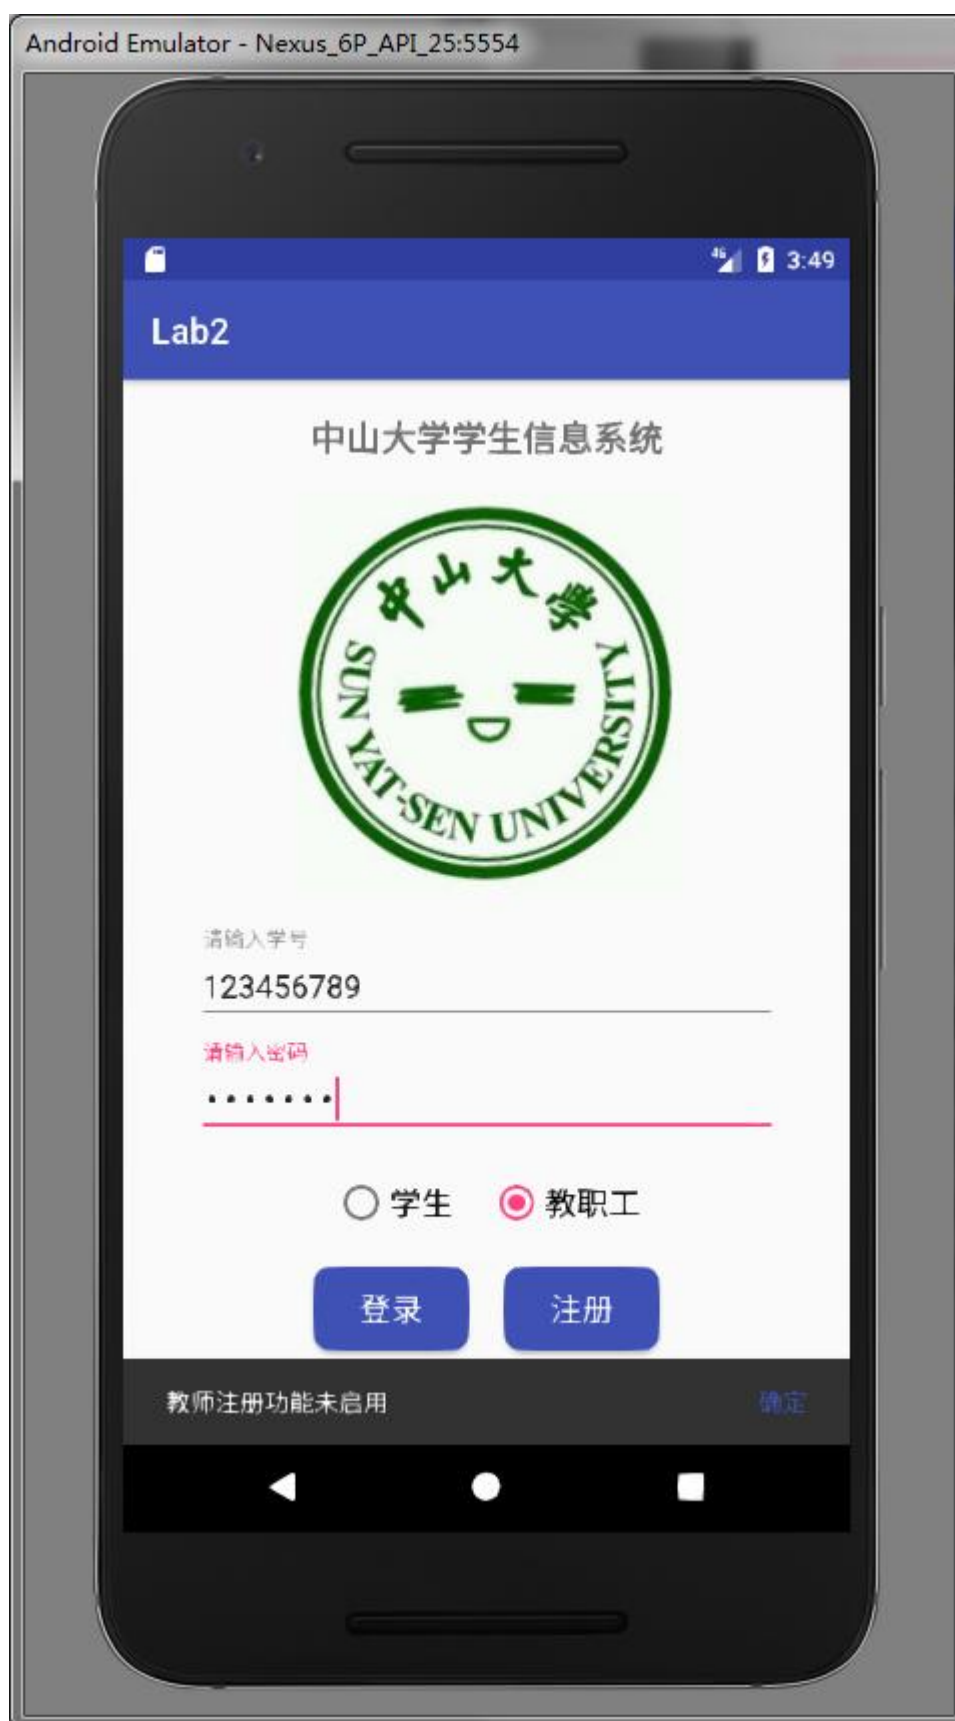 Android Emulator - Nexus_6P_API_25:5554
4G 3:49
Lab2
中山大学学生信息系统
中山大學
SUN YAT-SEN UNIVERSITY
请输入学号
123456789
请输入密码
•••••••
学生 教职工
登录 注册
教师注册功能未启用 确定